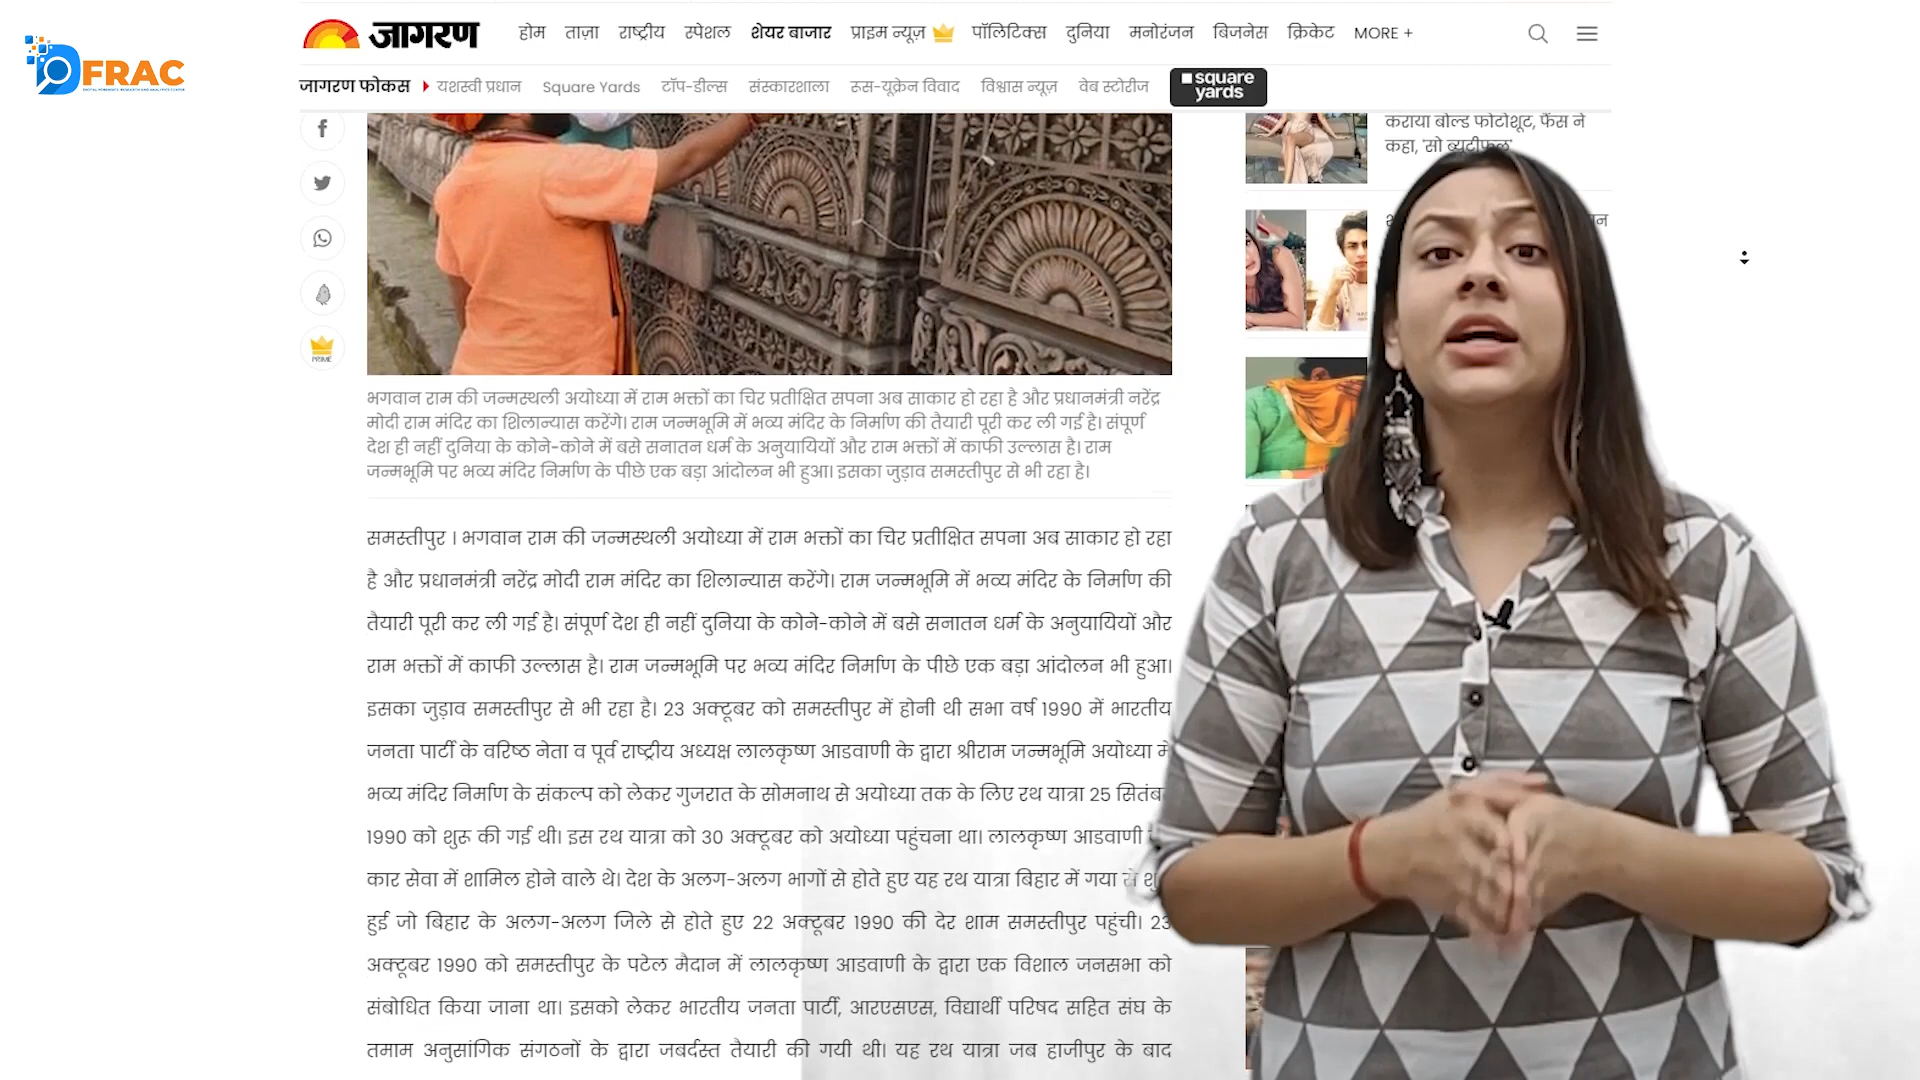 DFRAC
जागरण
होम ताज़ा राष्ट्रीय स्पेशल शेयर बाजार प्राइम न्यूज़ पॉलिटिक्स दुनिया मनोरंजन बिजनेस क्रिकेट MORE +
जागरण फोकस यशस्वी प्रधान Square Yards टॉप-डील्स संस्कारशाला रूस-यूक्रेन विवाद विश्वास न्यूज़ वेब स्टोरीज square yards
कराया बोल्ड फोटोशूट, फैंस ने
कहा, 'सो ब्यूटीफुल'
PRIME
भगवान राम की जन्मस्थली अयोध्या में राम भक्तों का चिर प्रतीक्षित सपना अब साकार हो रहा है और प्रधानमंत्री नरेंद्र
मोदी राम मंदिर का शिलान्यास करेंगे। राम जन्मभूमि में भव्य मंदिर के निर्माण की तैयारी पूरी कर ली गई है। संपूर्ण
देश ही नहीं दुनिया के कोने-कोने में बसे सनातन धर्म के अनुयायियों और राम भक्तों में काफी उल्लास है। राम
जन्मभूमि पर भव्य मंदिर निर्माण के पीछे एक बड़ा आंदोलन भी हुआ। इसका जुड़ाव समस्तीपुर से भी रहा है।
समस्तीपुर । भगवान राम की जन्मस्थली अयोध्या में राम भक्तों का चिर प्रतीक्षित सपना अब साकार हो रहा
है और प्रधानमंत्री नरेंद्र मोदी राम मंदिर का शिलान्यास करेंगे। राम जन्मभूमि में भव्य मंदिर के निर्माण की
तैयारी पूरी कर ली गई है। संपूर्ण देश ही नहीं दुनिया के कोने-कोने में बसे सनातन धर्म के अनुयायियों और
राम भक्तों में काफी उल्लास है। राम जन्मभूमि पर भव्य मंदिर निर्माण के पीछे एक बड़ा आंदोलन भी हुआ।
इसका जुड़ाव समस्तीपुर से भी रहा है। 23 अक्टूबर को समस्तीपुर में होनी थी सभा वर्ष 1990 में भारतीय
जनता पार्टी के वरिष्ठ नेता व पूर्व राष्ट्रीय अध्यक्ष लालकृष्ण आडवाणी के द्वारा श्रीराम जन्मभूमि अयोध्या में
भव्य मंदिर निर्माण के संकल्प को लेकर गुजरात के सोमनाथ से अयोध्या तक के लिए रथ यात्रा 25
1990 को शुरू की गई थी। इस रथ यात्रा को 30 अक्टूबर को अयोध्या पहुंचना था। लालकृष्ण आडवाणी
कार सेवा में शामिल होने वाले थे। देश के अलग-अलग भागों से होते हुए यह रथ यात्रा बिहार में गया से
हुई जो बिहार के अलग-अलग जिले से होते हुए 22 अक्टूबर 1990 की देर शाम समस्तीपुर पहुंची। 23
अक्टूबर 1990 को समस्तीपुर के पटेल मैदान में लालकृष्ण आडवाणी के द्वारा एक विशाल जनसभा को
संबोधित किया जाना था। इसको लेकर भारतीय जनता पार्टी, आरएसएस, विद्यार्थी परिषद सहित संघ के
तमाम अनुसांगिक संगठनों के द्वारा जबर्दस्त तैयारी की गयी थी। यह रथ यात्रा जब हाजीपुर के बाद